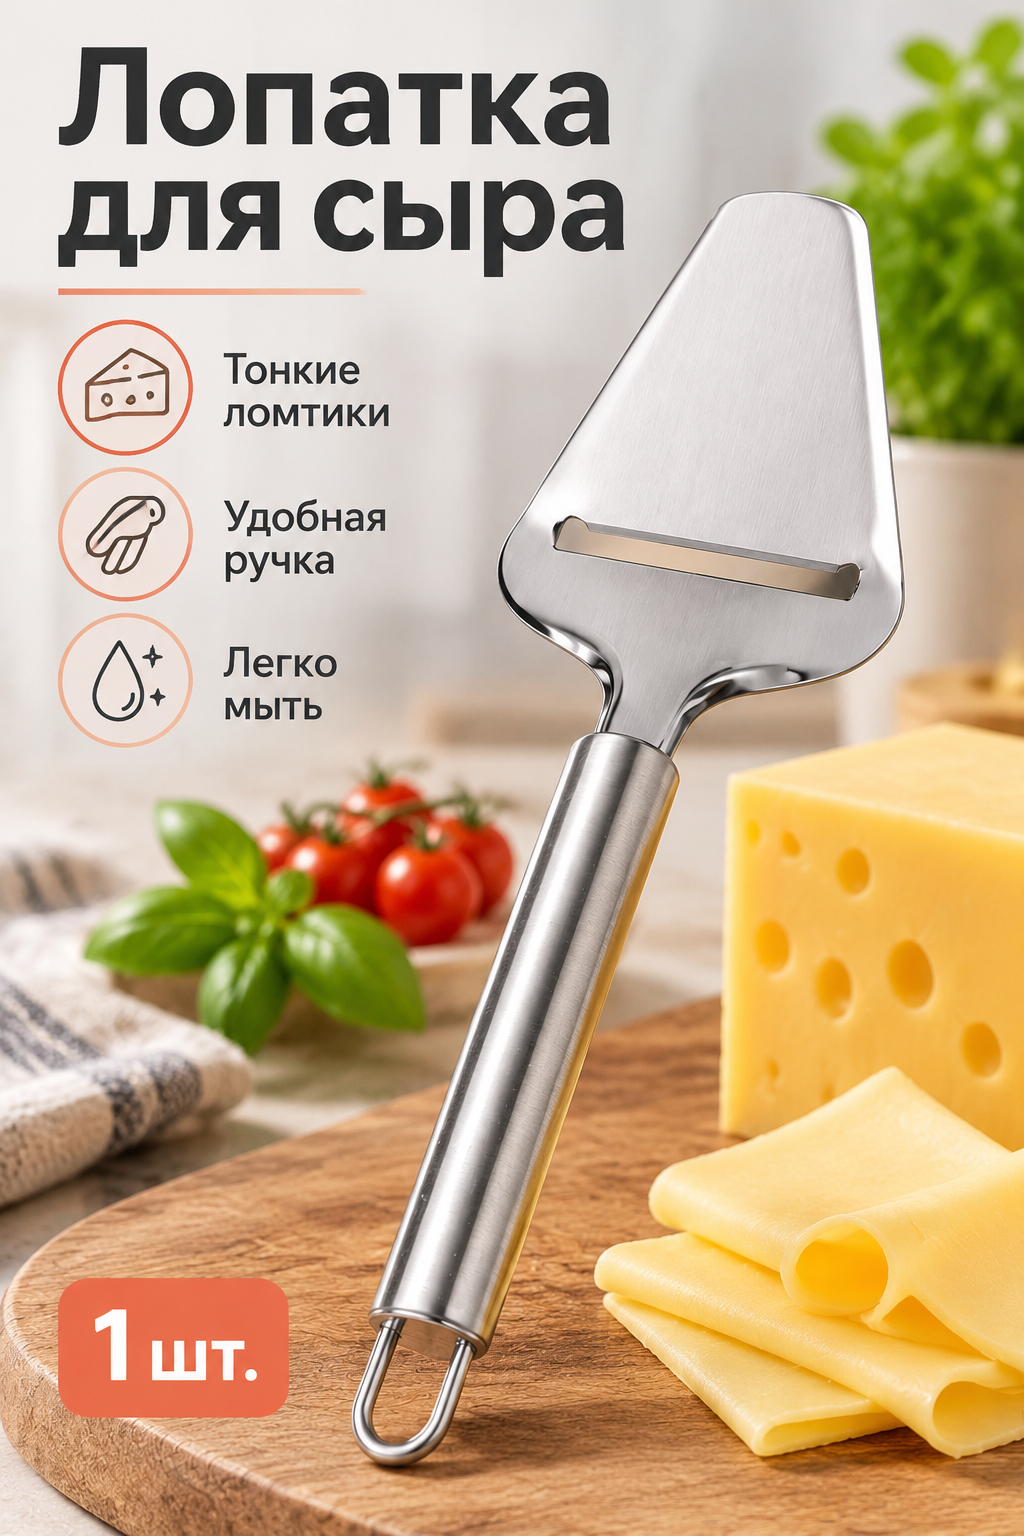 Лопатка
для сыра
Тонкие
ломтики
Удобная
ручка
Легко
мыть
1 шт.